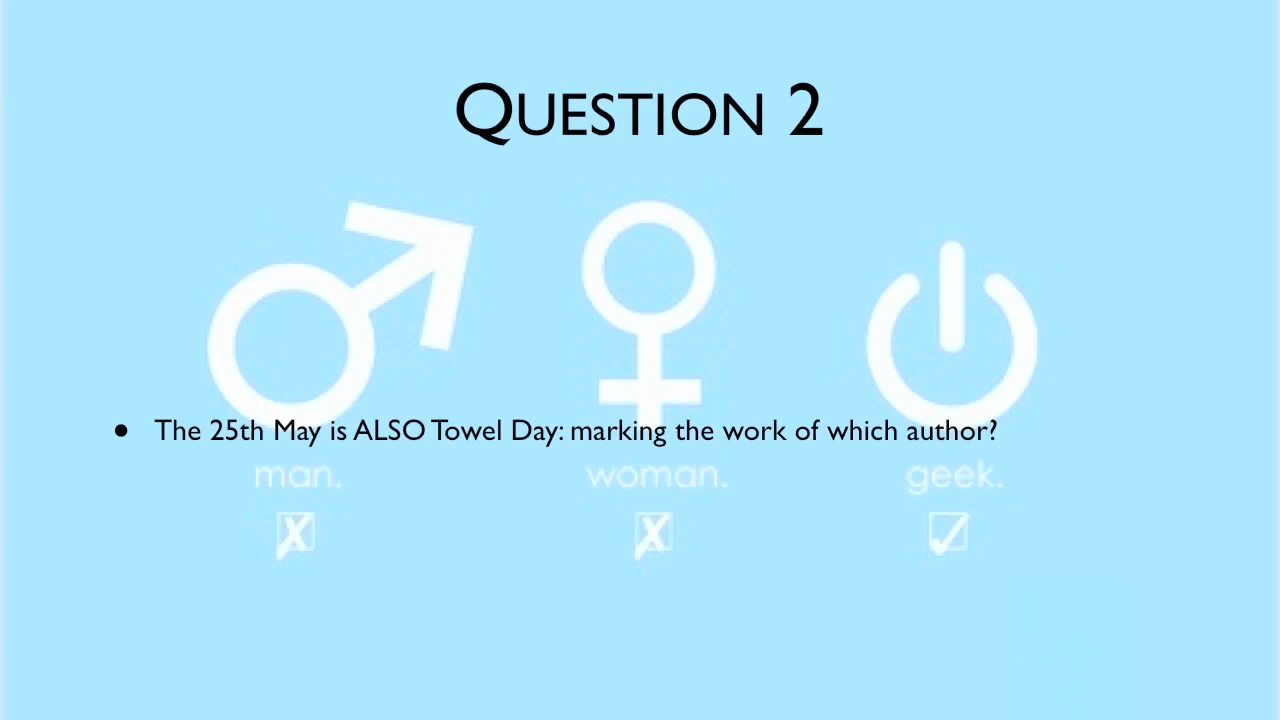 QUESTION 2
• The 25th May is ALSO Towel Day: marking the work of which author?
man. woman. geek.